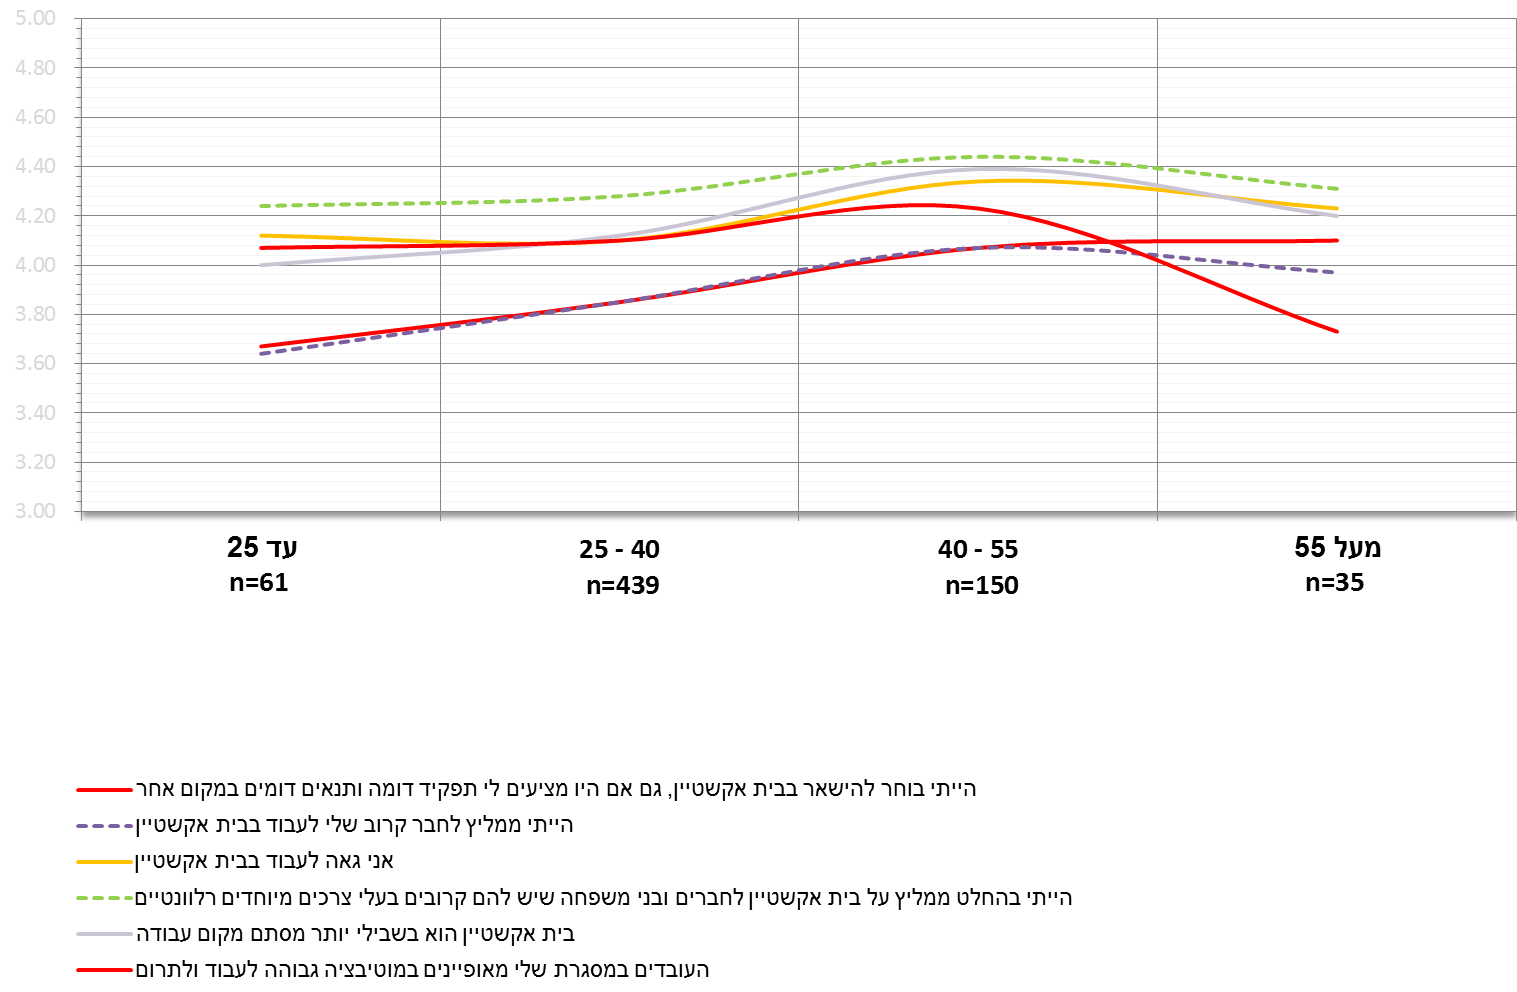 5.00
4.80
4.60
4.40
4.20
4.00
3.80
3.60
3.40
3.20
3.00
עד 25
n=61
25 - 40
n=439
40 - 55
n=150
מעל 55
n=35
הייתי בוחר להישאר בבית אקשטיין, גם אם היו מציעים לי תפקיד דומה ותנאים דומים במקום אחר
הייתי ממליץ לחבר קרוב שלי לעבוד בבית אקשטיין
אני גאה לעבוד בבית אקשטיין
הייתי בהחלט ממליץ על בית אקשטיין לחברים ובני משפחה שיש להם קרובים בעלי צרכים מיוחדים רלוונטיים
בית אקשטיין הוא בשבילי יותר מסתם מקום עבודה
העובדים במסגרת שלי מאופיינים במוטיבציה גבוהה לעבוד ולתרום